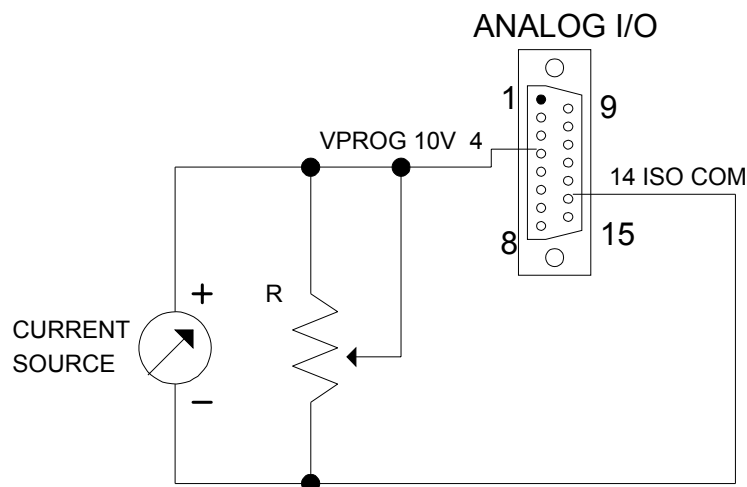 ANALOG I/O
1
9
VPROG 10V 4
14 ISO COM
8
15
+
R
CURRENT
SOURCE
−